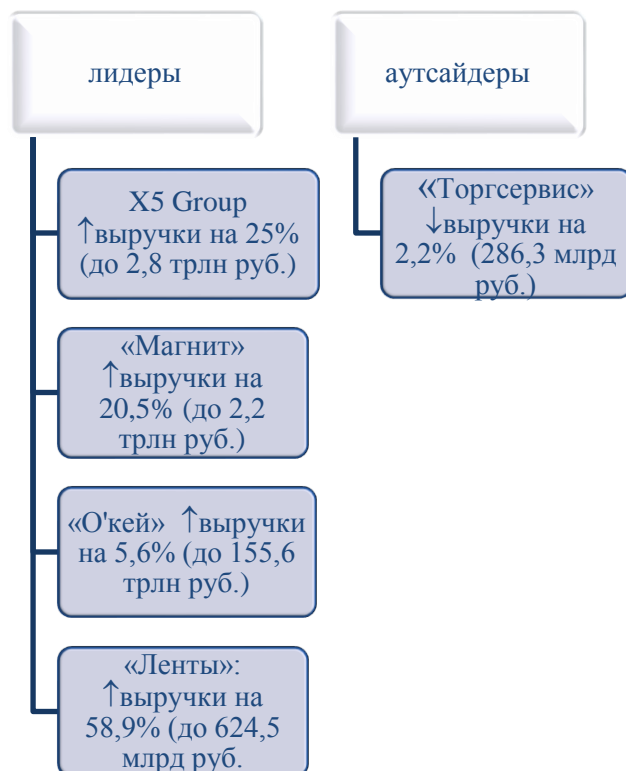 лидеры
X5 Group
↑выручки на 25%
(до 2,8 трлн руб.)
«Магнит»
↑выручки на
20,5% (до 2,2
трлн руб.)
«О'кей» ↑выручки
на 5,6% (до 155,6
трлн руб.)
«Ленты»:
↑выручки на
58,9% (до 624,5
млрд руб.
аутсайдеры
«Торгсервис»
↓выручки на
2,2% (286,3 млрд
руб.)